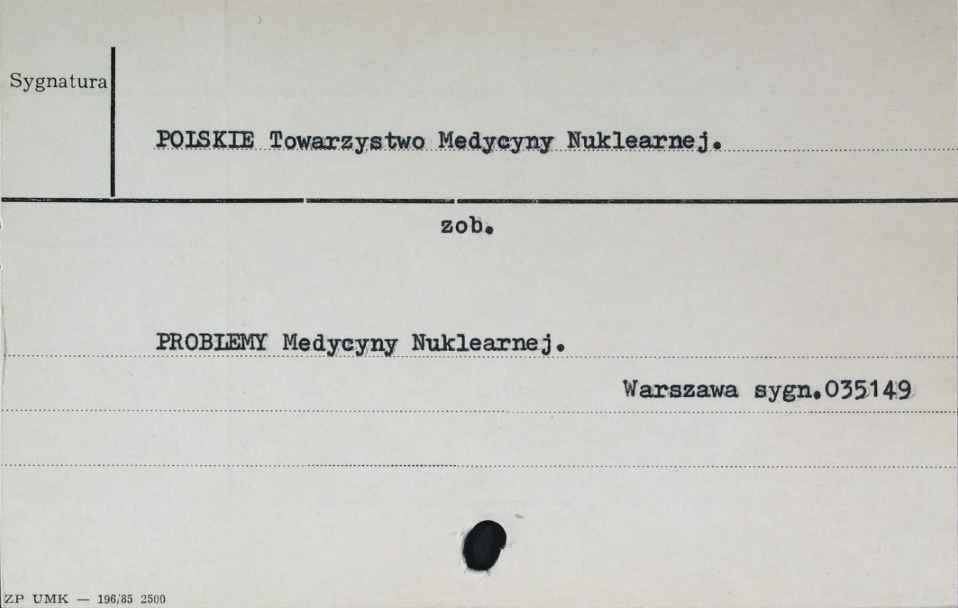 Sygnatura
POLSKIE Towarzystwo Medycyny Nuklearnej.
zob.
PROBLEMY Medycyny Nuklearnej.
Warszawa sygn.035149
ZP UMK — 196/85 2500